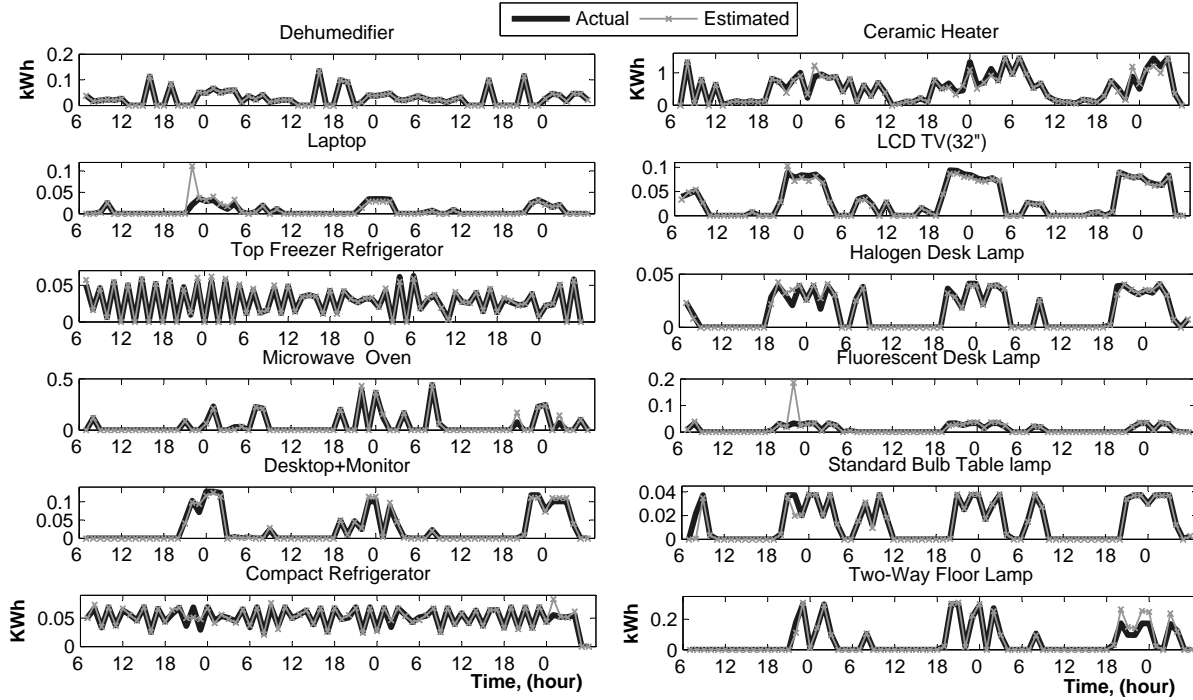 Actual Estimated
Dehumedifier
kWh
0.2
0.1
0
6 12 18 0 6 12 18 0 6 12 18 0
Laptop
0.1
0.05
0
6 12 18 0 6 12 18 0 6 12 18 0
Top Freezer Refrigerator
0.05
0
6 12 18 0 6 12 18 0 6 12 18 0
Microwave Oven
0.5
0
6 12 18 0 6 12 18 0 6 12 18 0
Desktop+Monitor
0.1
0.05
0
6 12 18 0 6 12 18 0 6 12 18 0
Compact Refrigerator
KWh
0.05
0
6 12 18 0 6 12 18 0 6 12 18 0
Time, (hour)
Ceramic Heater
kWh
1
0
6 12 18 0 6 12 18 0 6 12 18 0
LCD TV(32")
0.1
0.05
0
6 12 18 0 6 12 18 0 6 12 18 0
Halogen Desk Lamp
0.05
0
6 12 18 0 6 12 18 0 6 12 18 0
Fluorescent Desk Lamp
0.2
0.1
0
6 12 18 0 6 12 18 0 6 12 18 0
Standard Bulb Table lamp
0.04
0.02
0
6 12 18 0 6 12 18 0 6 12 18 0
Two-Way Floor Lamp
kWh
0.2
0
6 12 18 0 6 12 18 0 6 12 18 0
Time, (hour)